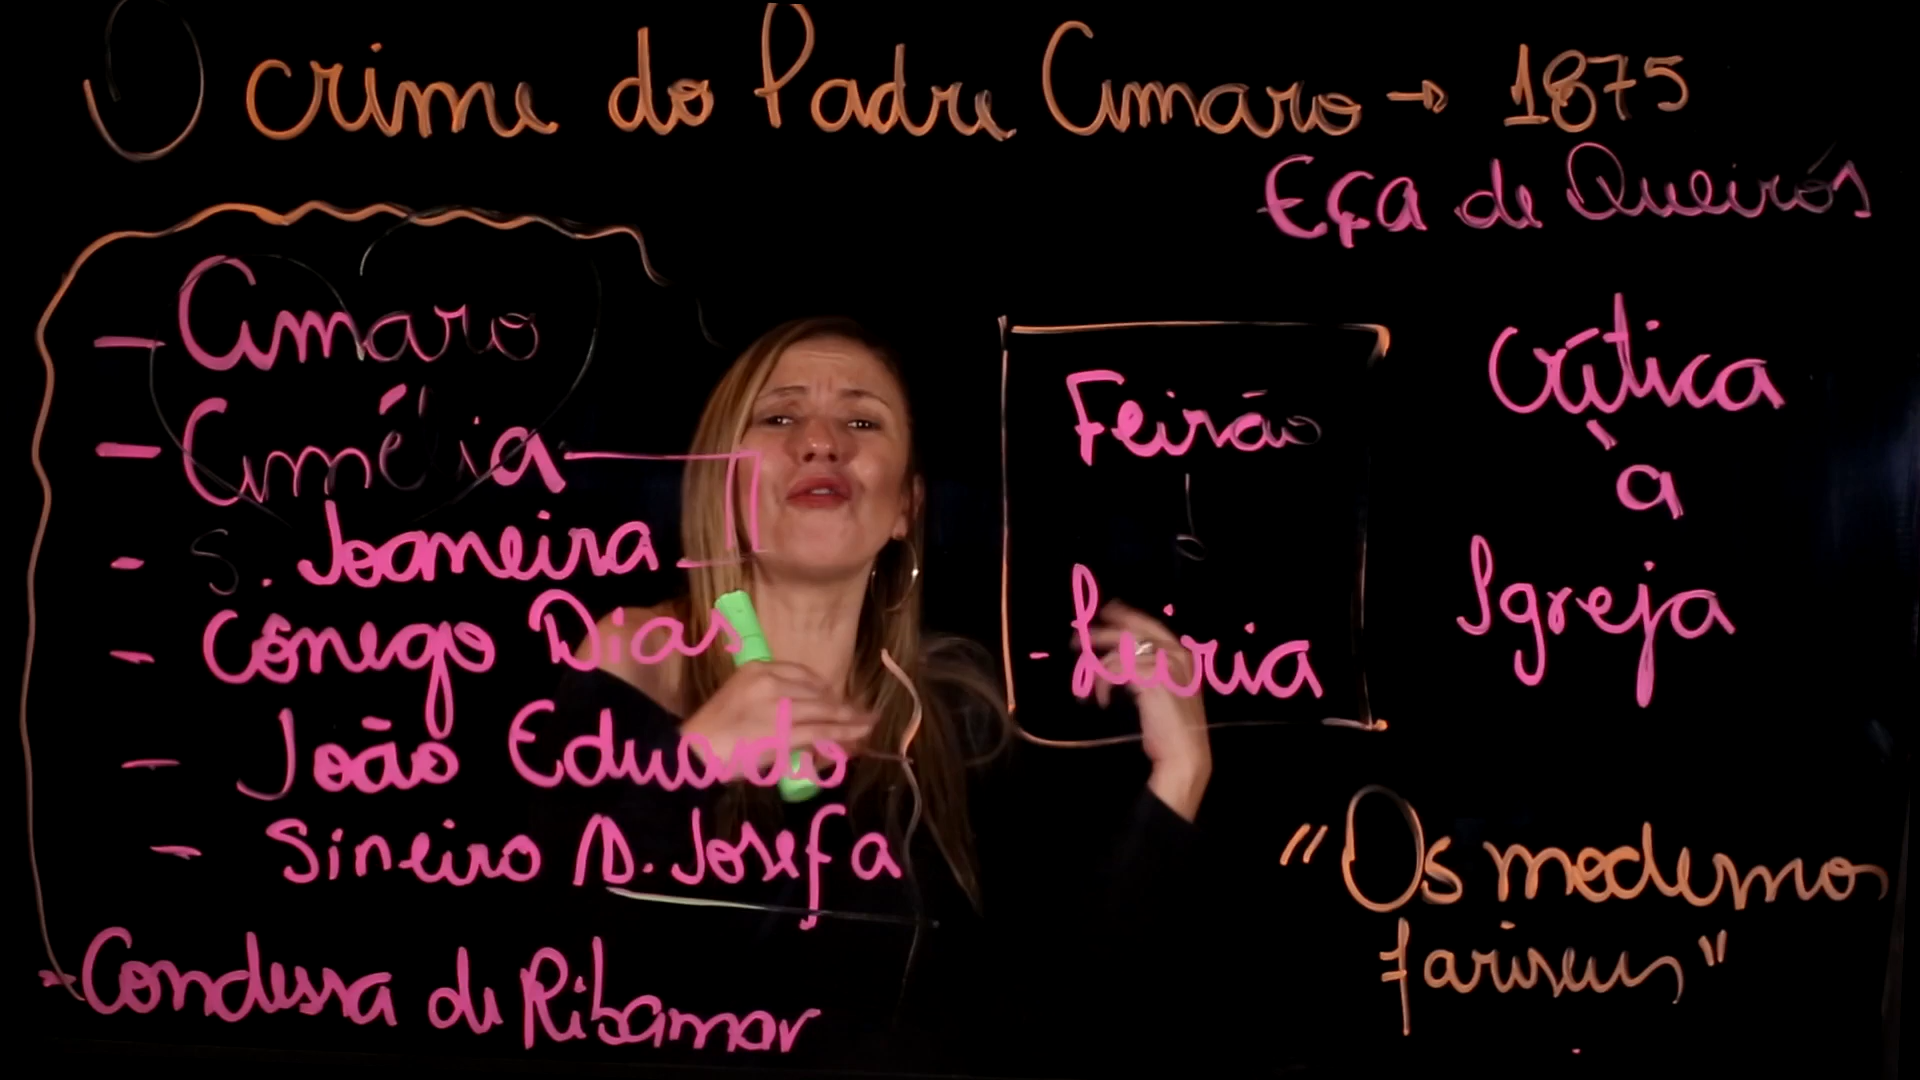 O crime do Padre Amaro → 1875
Eça de Queirós
- Amaro
- Amélia
- S. Joaneira
- Cônego Dias
- João Eduardo
- Sineiro D. Josefa
- Condessa de Ribamar
Feirão
- Leiria
Crítica
à
Igreja
"Os modernos
fariseus"